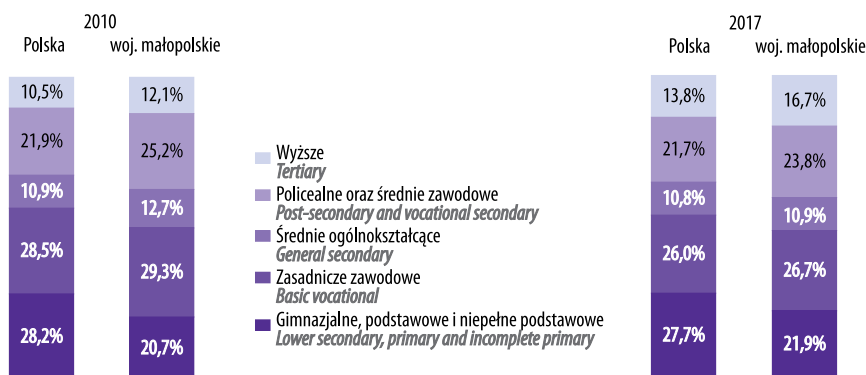 2010
Polska woj. małopolskie
10,5% 12,1%
21,9% 25,2%
10,9% 12,7%
28,5% 29,3%
28,2% 20,7%
Wyższe
Tertiary
Policealne oraz średnie zawodowe
Post-secondary and vocational secondary
Średnie ogólnokształcące
General secondary
Zasadnicze zawodowe
Basic vocational
Gimnazjalne, podstawowe i niepełne podstawowe
Lower secondary, primary and incomplete primary
2017
Polska woj. małopolskie
13,8% 16,7%
21,7% 23,8%
10,8% 10,9%
26,0% 26,7%
27,7% 21,9%